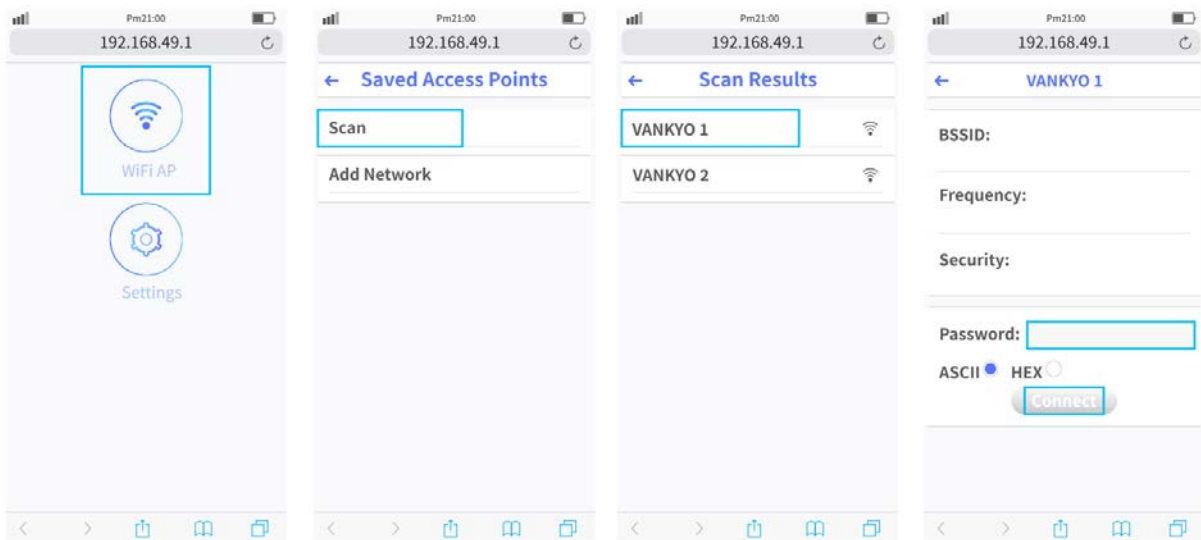 Pm21:00
192.168.49.1
WiFi AP
Settings
Pm21:00
192.168.49.1
Saved Access Points
Scan
Add Network
Pm21:00
192.168.49.1
Scan Results
VANKYO 1
VANKYO 2
Pm21:00
192.168.49.1
VANKYO 1
BSSID:
Frequency:
Security:
Password:
ASCII HEX
Connect